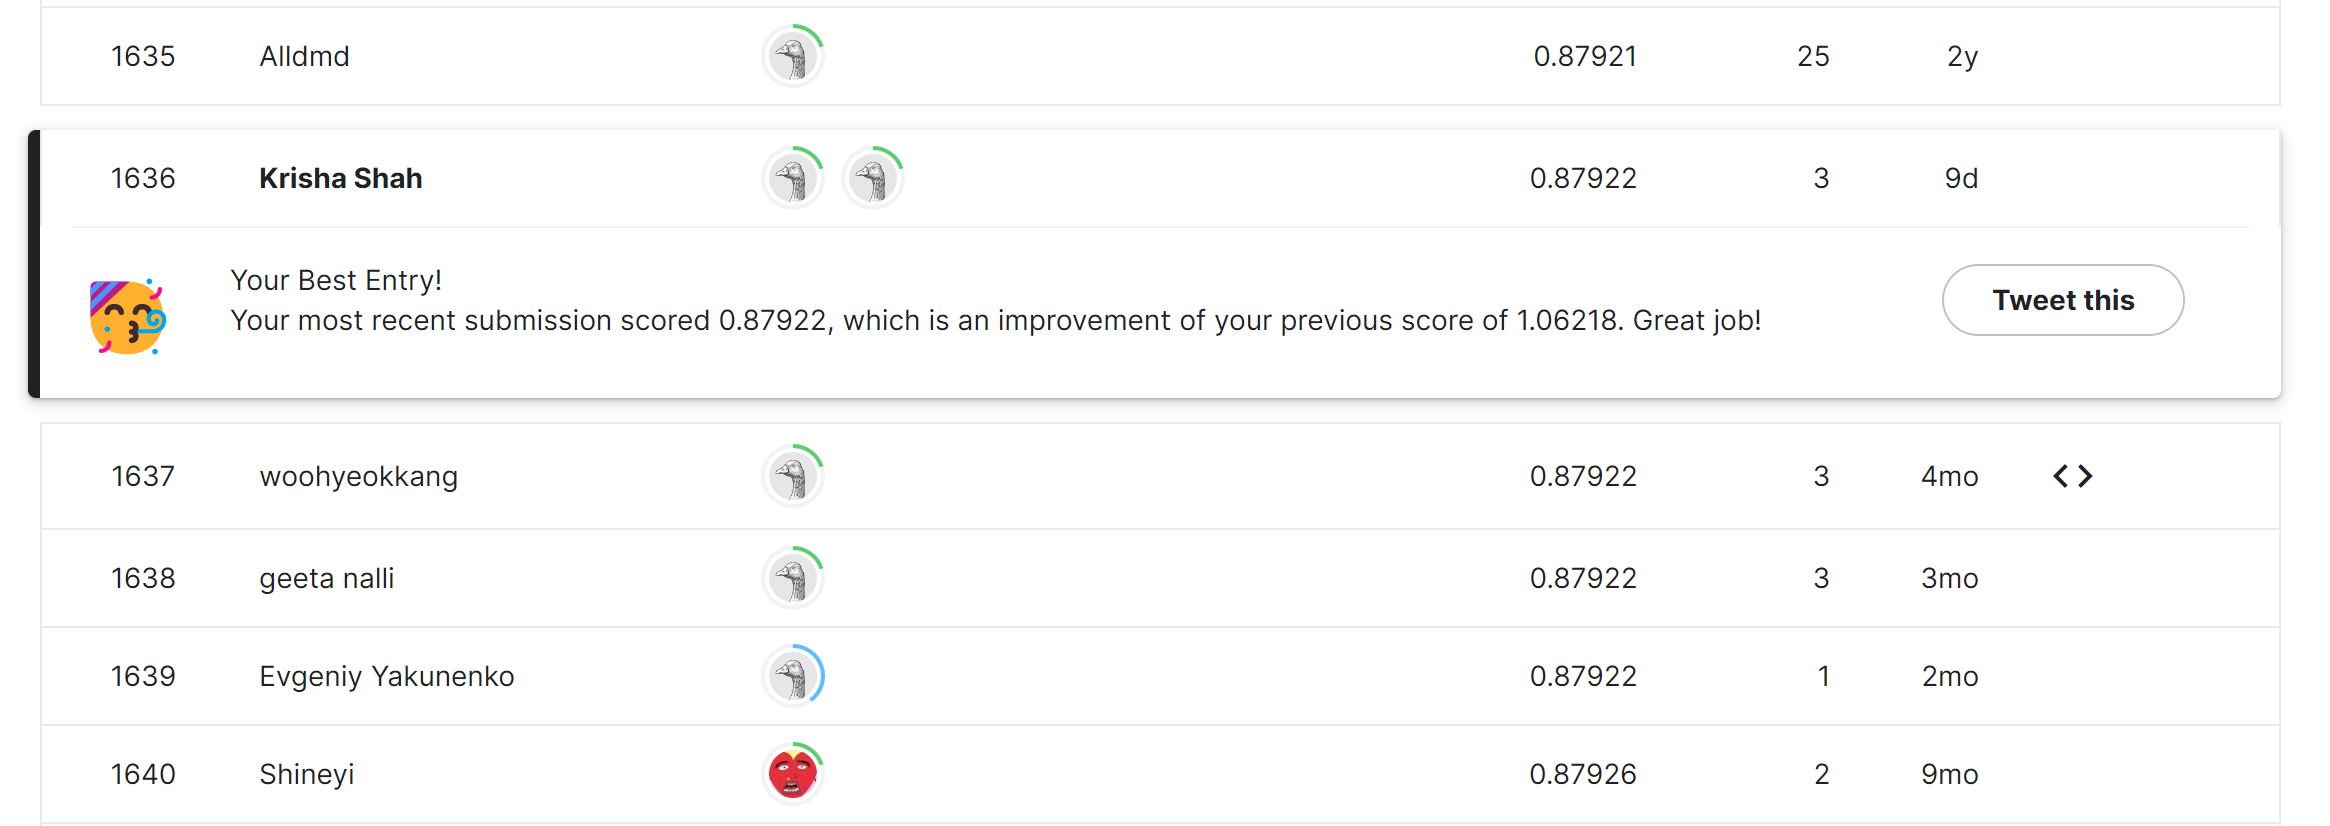 1635 Alldmd 0.87921 25 2y
1636 Krisha Shah 0.87922 3 9d
Your Best Entry!
Your most recent submission scored 0.87922, which is an improvement of your previous score of 1.06218. Great job!
Tweet this
1637 woohyeokkang 0.87922 3 4mo <>
1638 geeta nalli 0.87922 3 3mo
1639 Evgeniy Yakunenko 0.87922 1 2mo
1640 Shineyi 0.87926 2 9mo